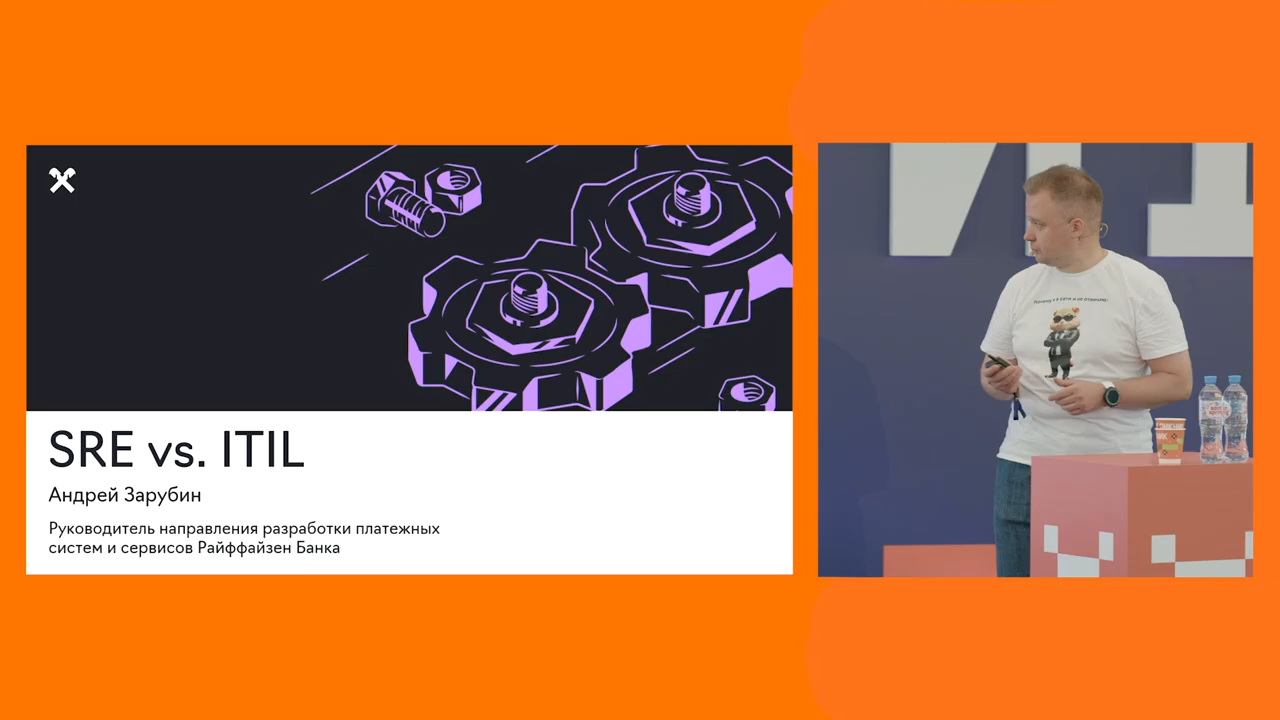 SRE vs. ITIL
Андрей Зарубин
Руководитель направления разработки платежных
систем и сервисов Райффайзен Банка